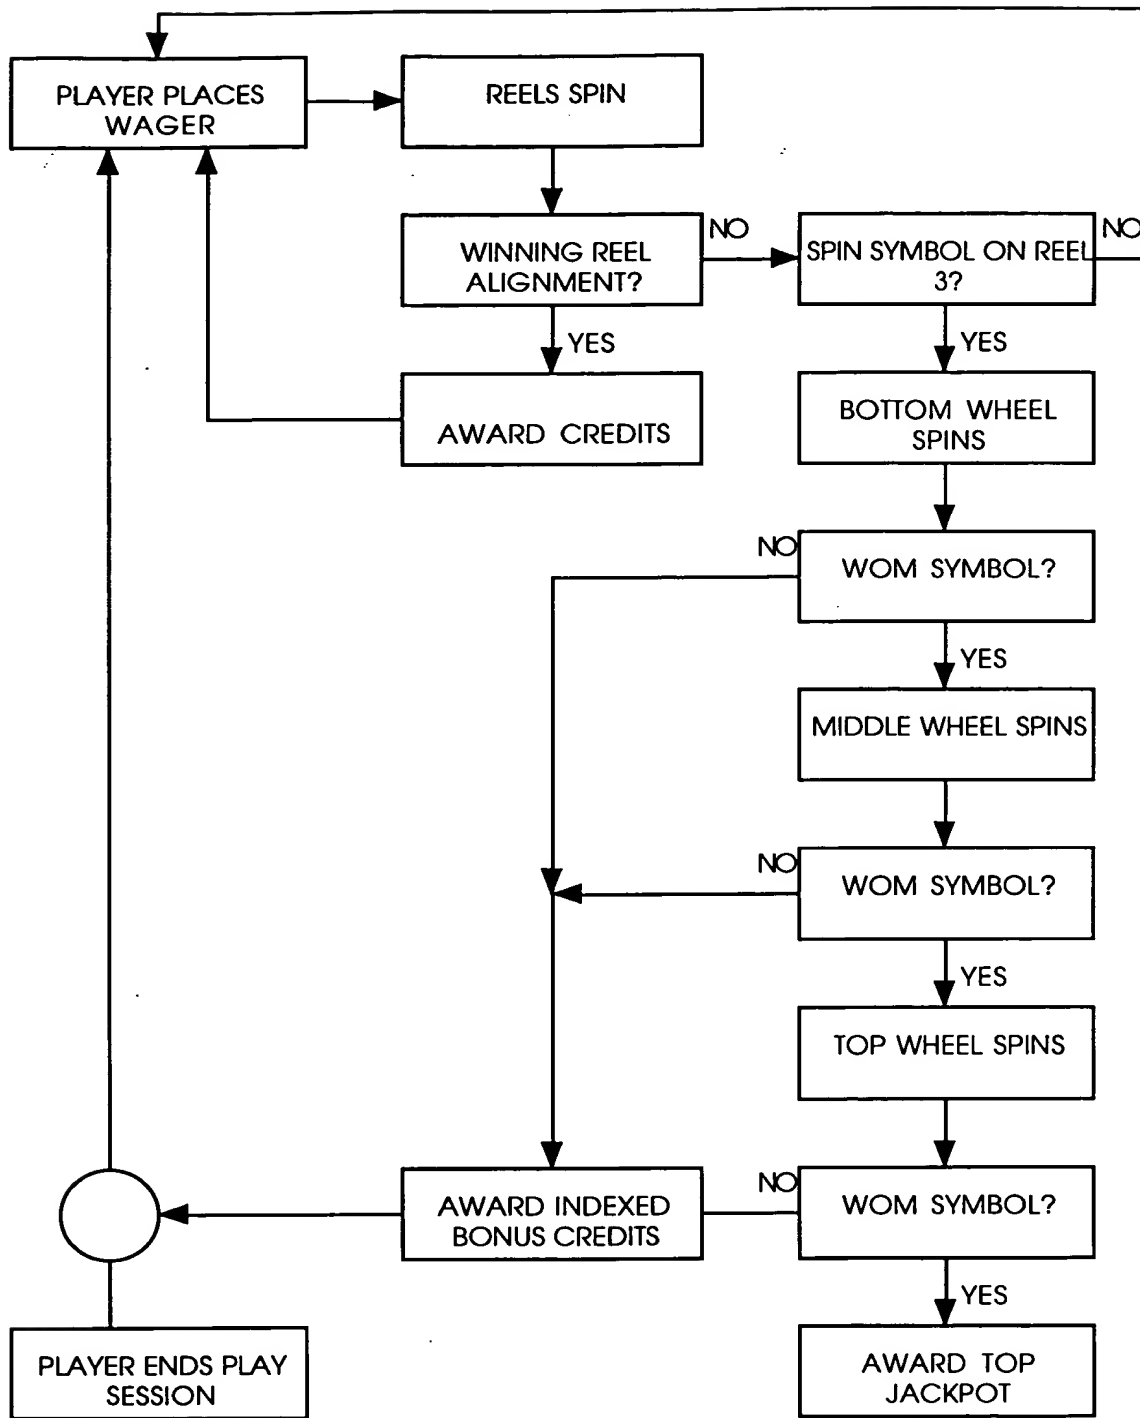 PLAYER PLACES
WAGER
REELS SPIN
WINNING REEL
ALIGNMENT?
NO
SPIN SYMBOL ON REEL
3?
NO
YES
YES
AWARD CREDITS
BOTTOM WHEEL
SPINS
NO
WOM SYMBOL?
YES
MIDDLE WHEEL SPINS
NO
WOM SYMBOL?
YES
TOP WHEEL SPINS
AWARD INDEXED
BONUS CREDITS
NO
WOM SYMBOL?
YES
PLAYER ENDS PLAY
SESSION
AWARD TOP
JACKPOT